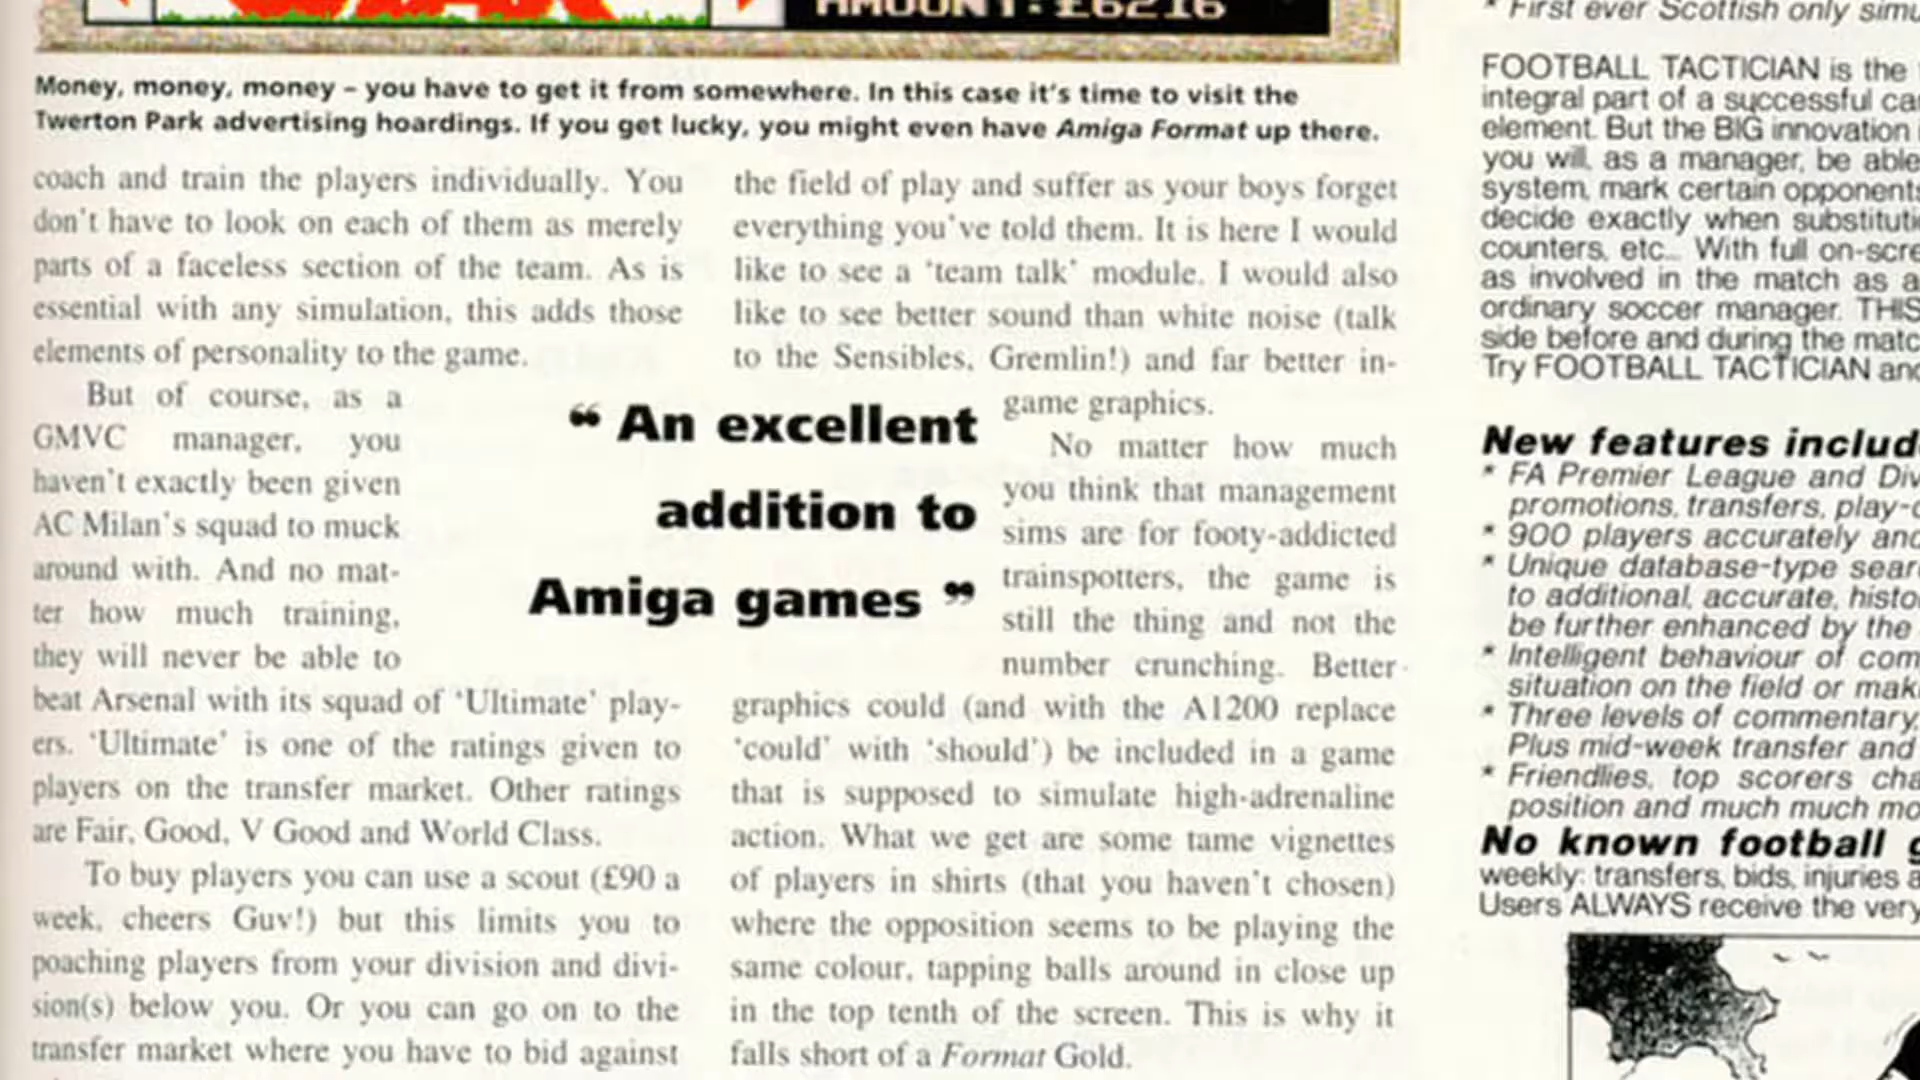 AMOUNT:£6216
Money, money, money – you have to get it from somewhere. In this case it's time to visit the
Twerton Park advertising hoardings. If you get lucky, you might even have Amiga Format up there.
coach and train the players individually. You
don't have to look on each of them as merely
parts of a faceless section of the team. As is
essential with any simulation, this adds those
elements of personality to the game.
But of course, as a
GMVC manager, you
haven't exactly been given
AC Milan's squad to muck
around with. And no mat-
ter how much training,
they will never be able to
beat Arsenal with its squad of 'Ultimate' play-
ers. 'Ultimate' is one of the ratings given to
players on the transfer market. Other ratings
are Fair, Good, V Good and World Class.
To buy players you can use a scout (£90 a
week, cheers Guv!) but this limits you to
poaching players from your division and divi-
sion(s) below you. Or you can go on to the
transfer market where you have to bid against
“ An excellent
addition to
Amiga games ”
the field of play and suffer as your boys forget
everything you've told them. It is here I would
like to see a 'team talk' module. I would also
like to see better sound than white noise (talk
to the Sensibles, Gremlin!) and far better in-
game graphics.
No matter how much
you think that management
sims are for footy-addicted
trainspotters, the game is
still the thing and not the
number crunching. Better
graphics could (and with the A1200 replace
'could' with 'should') be included in a game
that is supposed to simulate high-adrenaline
action. What we get are some tame vignettes
of players in shirts (that you haven't chosen)
where the opposition seems to be playing the
same colour, tapping balls around in close up
in the top tenth of the screen. This is why it
falls short of a Format Gold.
* First ever Scottish only
FOOTBALL TACTICIAN is the
integral part of a successful
element. But the BIG innovation
you will, as a manager, be able
system, mark certain opponents
decide exactly when
counters, etc... With full
as involved in the match as a
ordinary soccer manager. THIS
side before and during the
Try FOOTBALL TACTICIAN
New features
* FA Premier League and
promotions, transfers,
* 900 players accurately
* Unique database-type
to additional, accurate,
be further enhanced by the
* Intelligent behaviour of
situation on the field or
* Three levels of commentary.
Plus mid-week transfer and
* Friendlies, top scorers
position and much much
No known football
weekly: transfers, bids, injuries
Users ALWAYS receive the very